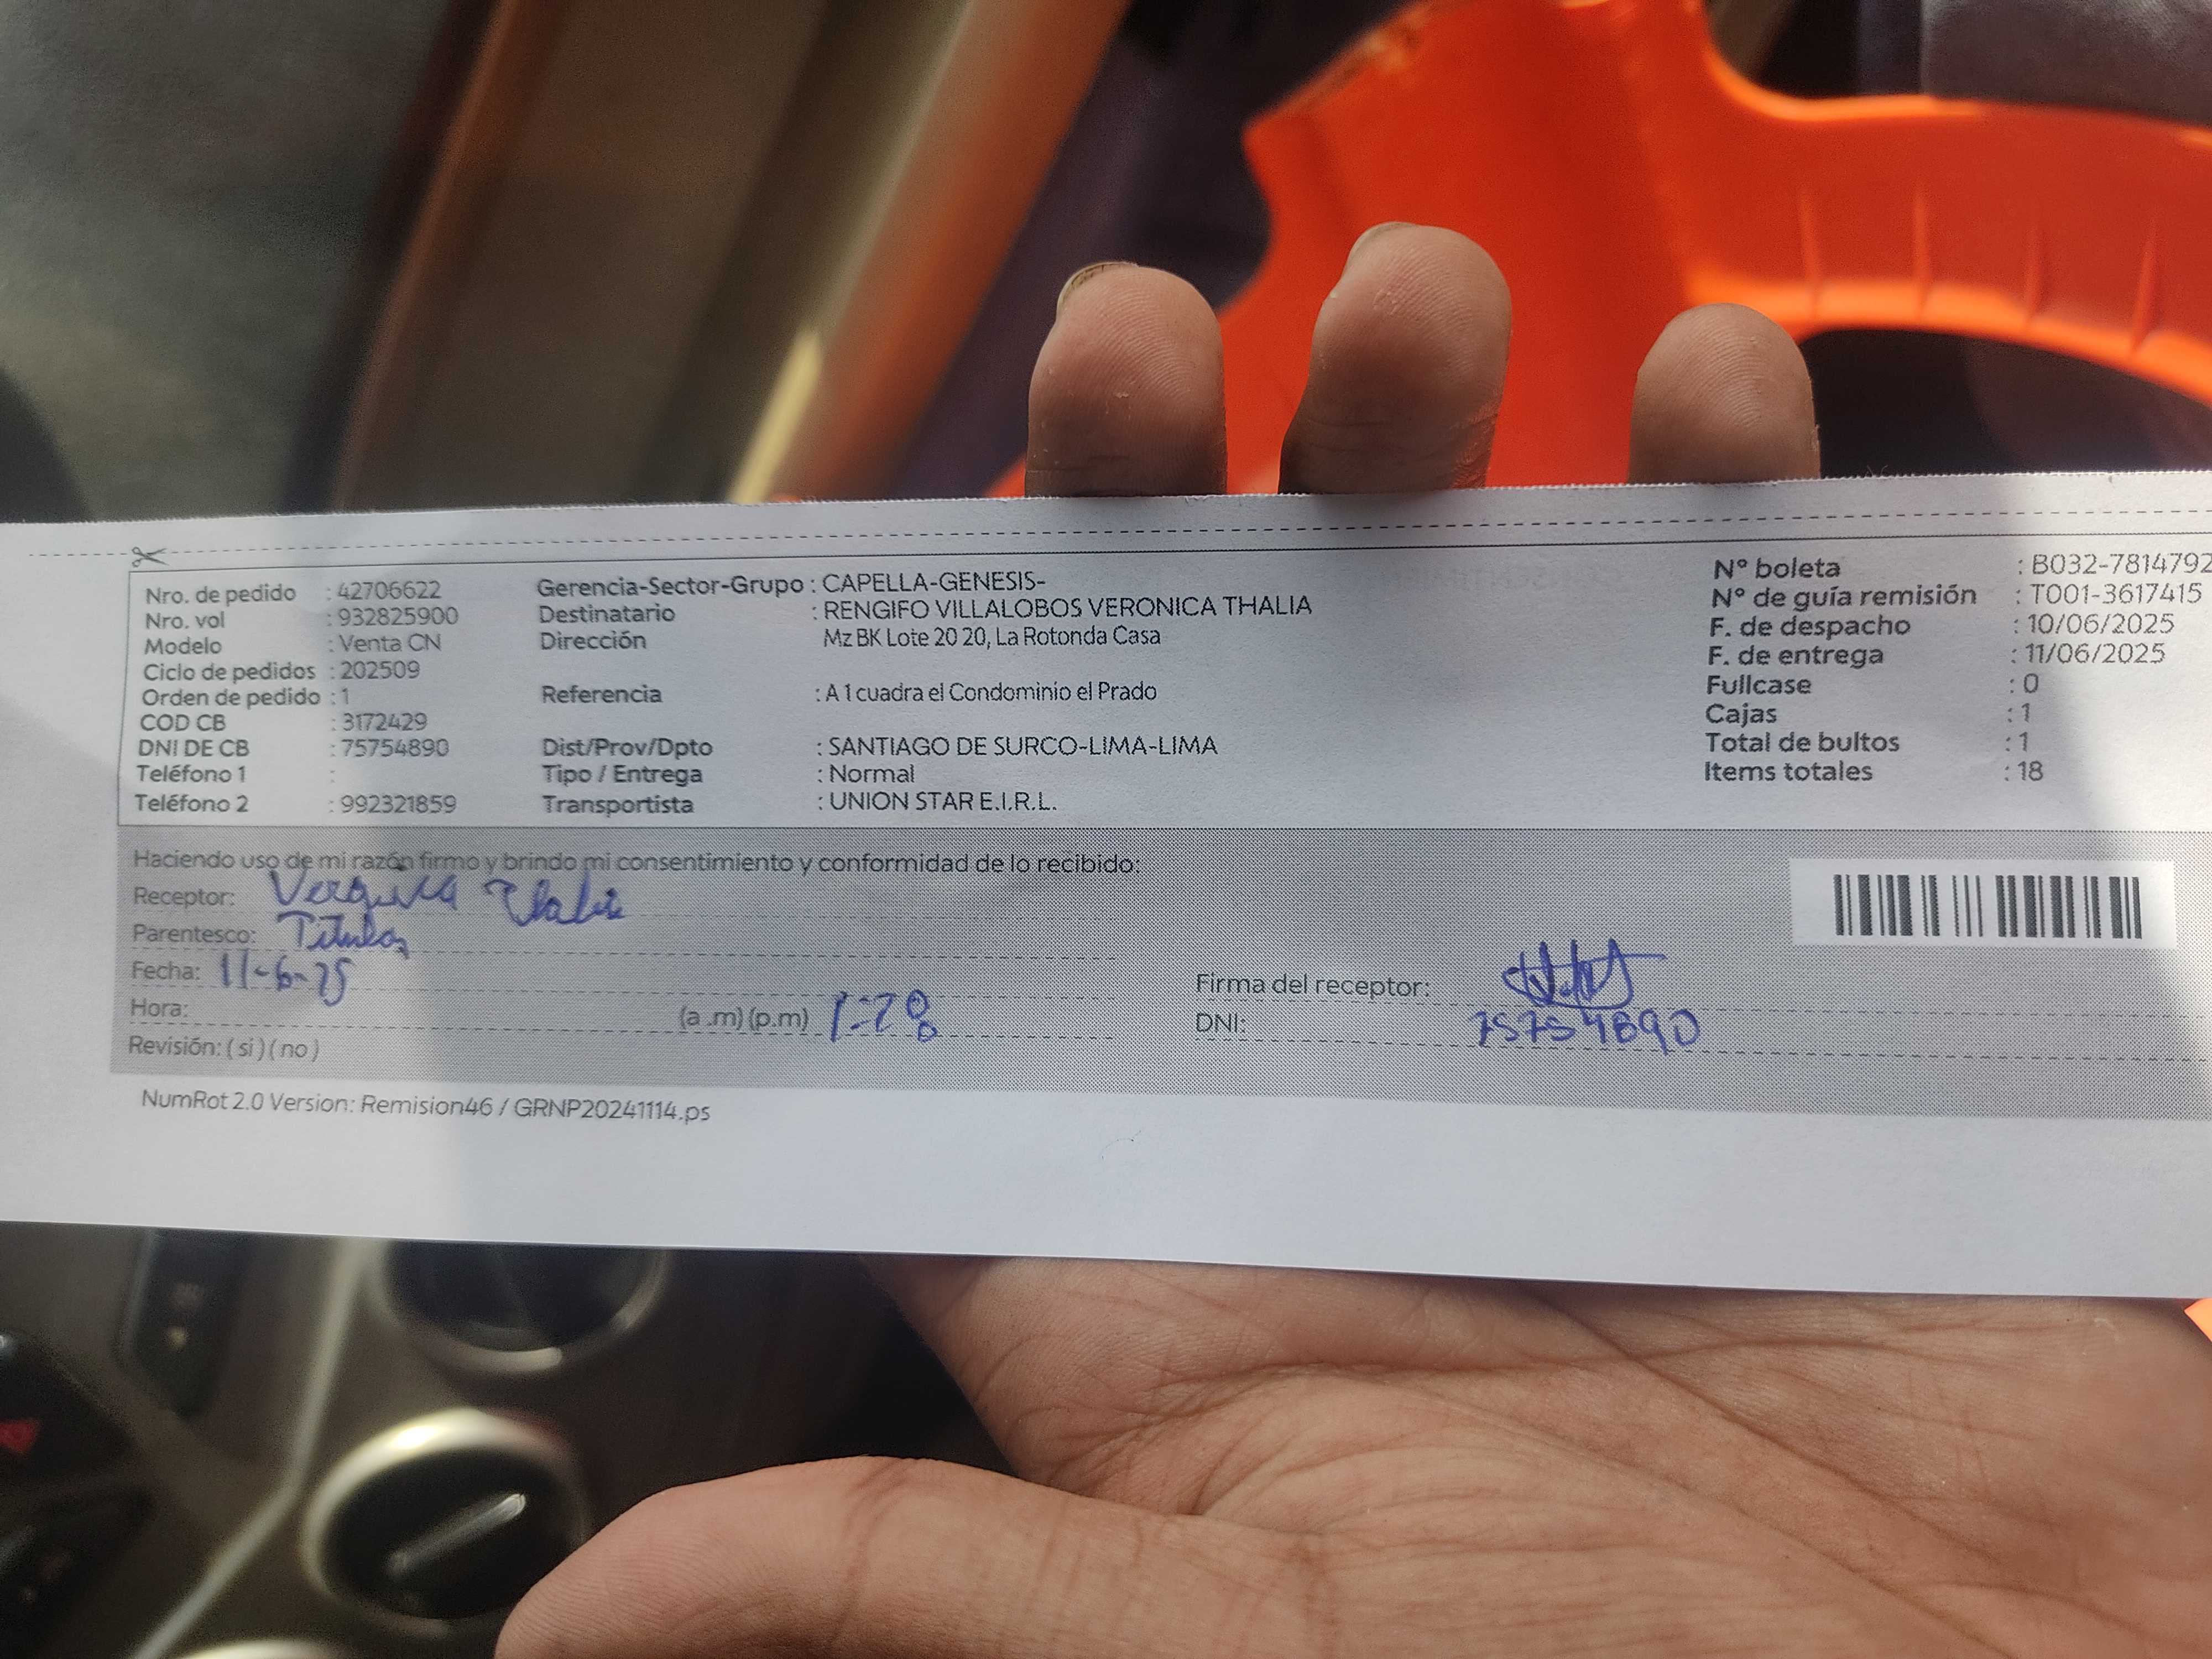 Nro. de pedido : 42706622
Nro. vol : 932825900
Modelo : Venta CN
Ciclo de pedidos : 202509
Orden de pedido : 1
COD CB : 3172429
DNI DE CB : 75754890
Teléfono 1 :
Teléfono 2 : 992321859
Gerencia-Sector-Grupo : CAPELLA-GENESIS-
Destinatario : RENGIFO VILLALOBOS VERONICA THALIA
Dirección Mz BK Lote 20 20, La Rotonda Casa
Referencia : A 1 cuadra el Condominio el Prado
Dist/Prov/Dpto : SANTIAGO DE SURCO-LIMA-LIMA
Tipo / Entrega : Normal
Transportista : UNION STAR E.I.R.L.
N° boleta : B032-7814792
N° de guía remisión : T001-3617415
F. de despacho : 10/06/2025
F. de entrega : 11/06/2025
Fullcase : 0
Cajas : 1
Total de bultos : 1
Items totales : 18
Haciendo uso de mi razón firmo y brindo mi consentimiento y conformidad de lo recibido:
Receptor: Thalia
Parentesco: Titular
Fecha: 11-6-25
Hora: (a .m) (p.m) 1:28
Revisión: ( si ) ( no )
Firma del receptor:
DNI: 75754890
NumRot 2.0 Version: Remision46 / GRNP20241114.ps